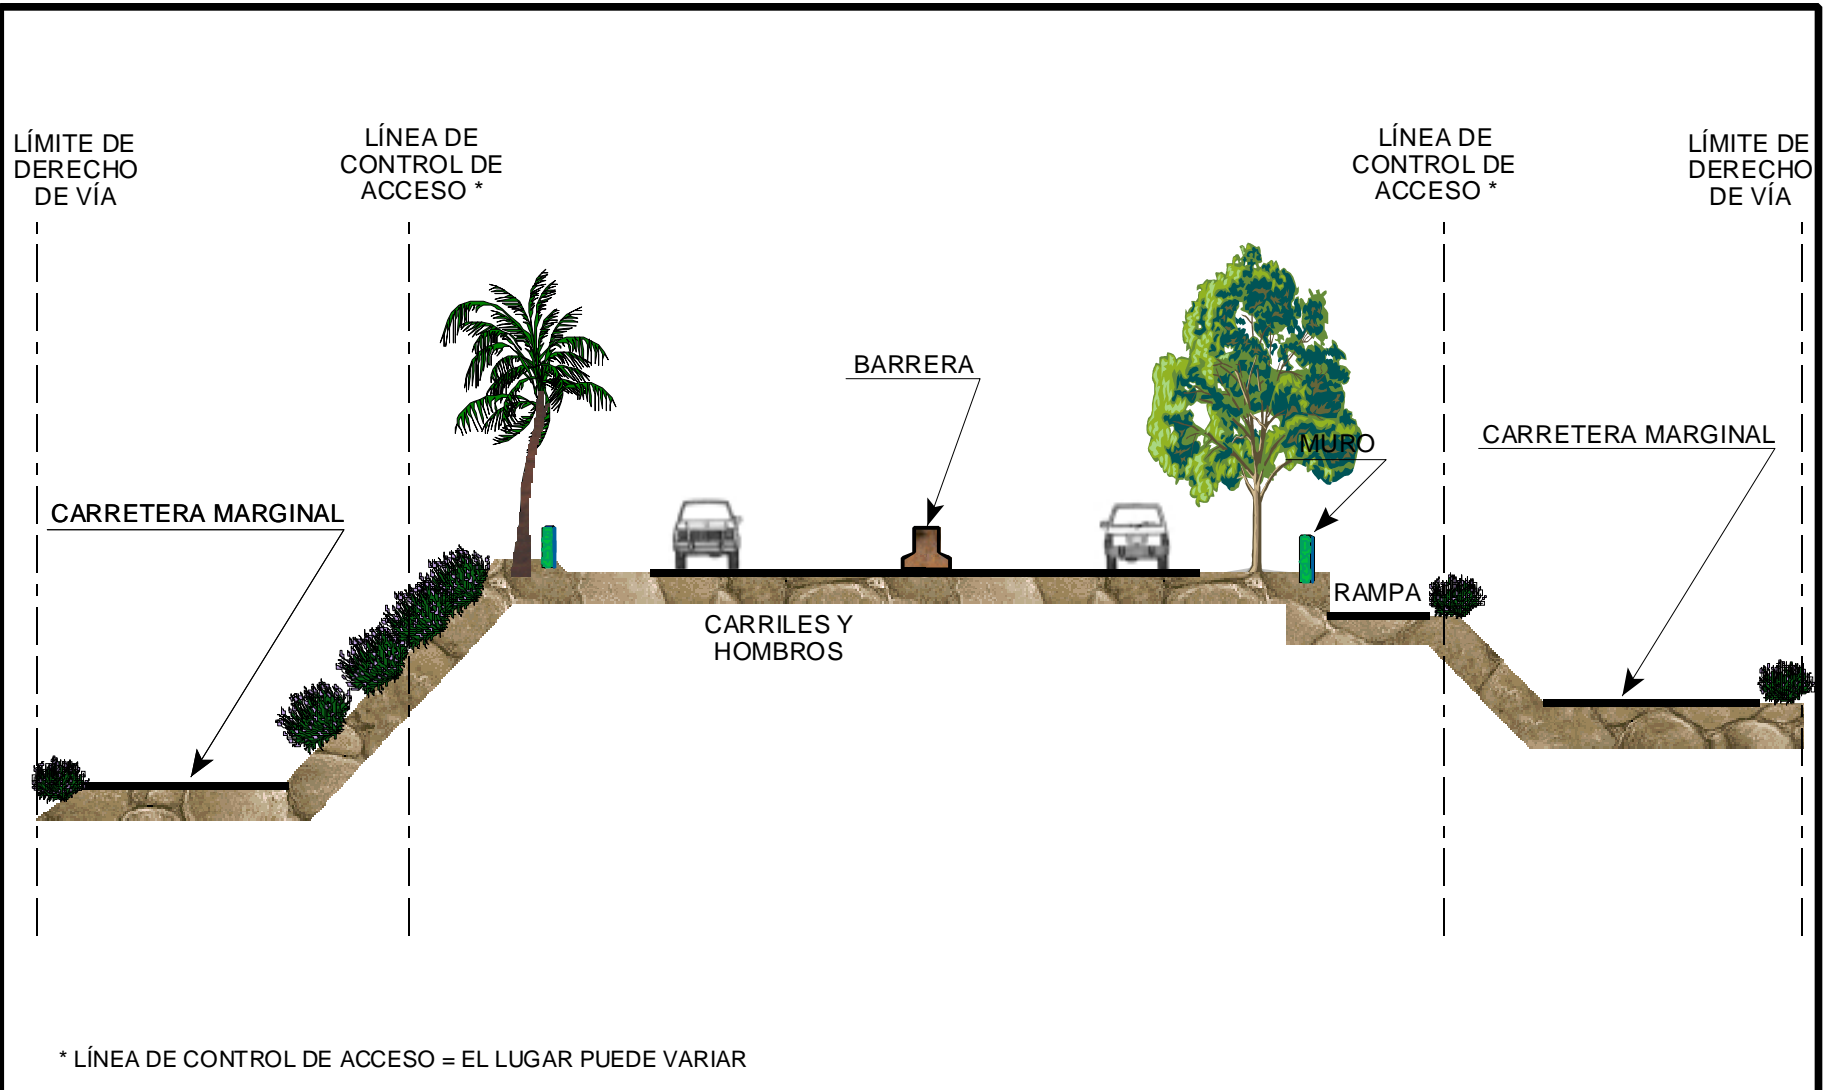 LÍMITE DE
DERECHO
DE VÍA
LÍNEA DE
CONTROL DE
ACCESO *
LÍNEA DE
CONTROL DE
ACCESO *
LÍMITE DE
DERECHO
DE VÍA
BARRERA
MURO
CARRETERA MARGINAL
CARRETERA MARGINAL
RAMPA
CARRILES Y
HOMBROS
* LÍNEA DE CONTROL DE ACCESO = EL LUGAR PUEDE VARIAR